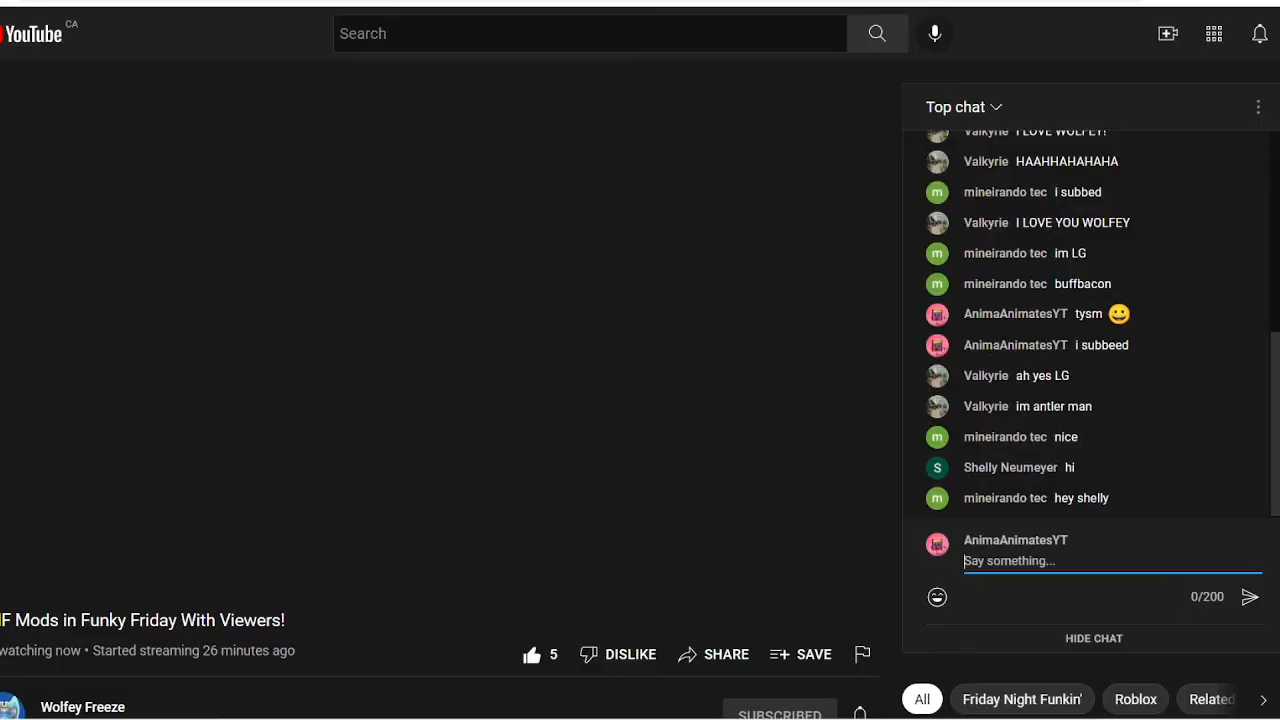 YouTube CA
Search
Top chat
Valkyrie I LOVE WOLFEY!
Valkyrie HAAHHAHAHAHA
m mineirando tec i subbed
Valkyrie I LOVE YOU WOLFEY
m mineirando tec im LG
m mineirando tec buffbacon
AnimaAnimatesYT tysm 😀
AnimaAnimatesYT i subbeed
Valkyrie ah yes LG
Valkyrie im antler man
m mineirando tec nice
S Shelly Neumeyer hi
m mineirando tec hey shelly
AnimaAnimatesYT
Say something...
0/200
HIDE CHAT
F Mods in Funky Friday With Viewers!
watching now • Started streaming 26 minutes ago
5 DISLIKE SHARE SAVE
Wolfey Freeze
SUBSCRIBED
All Friday Night Funkin' Roblox Related